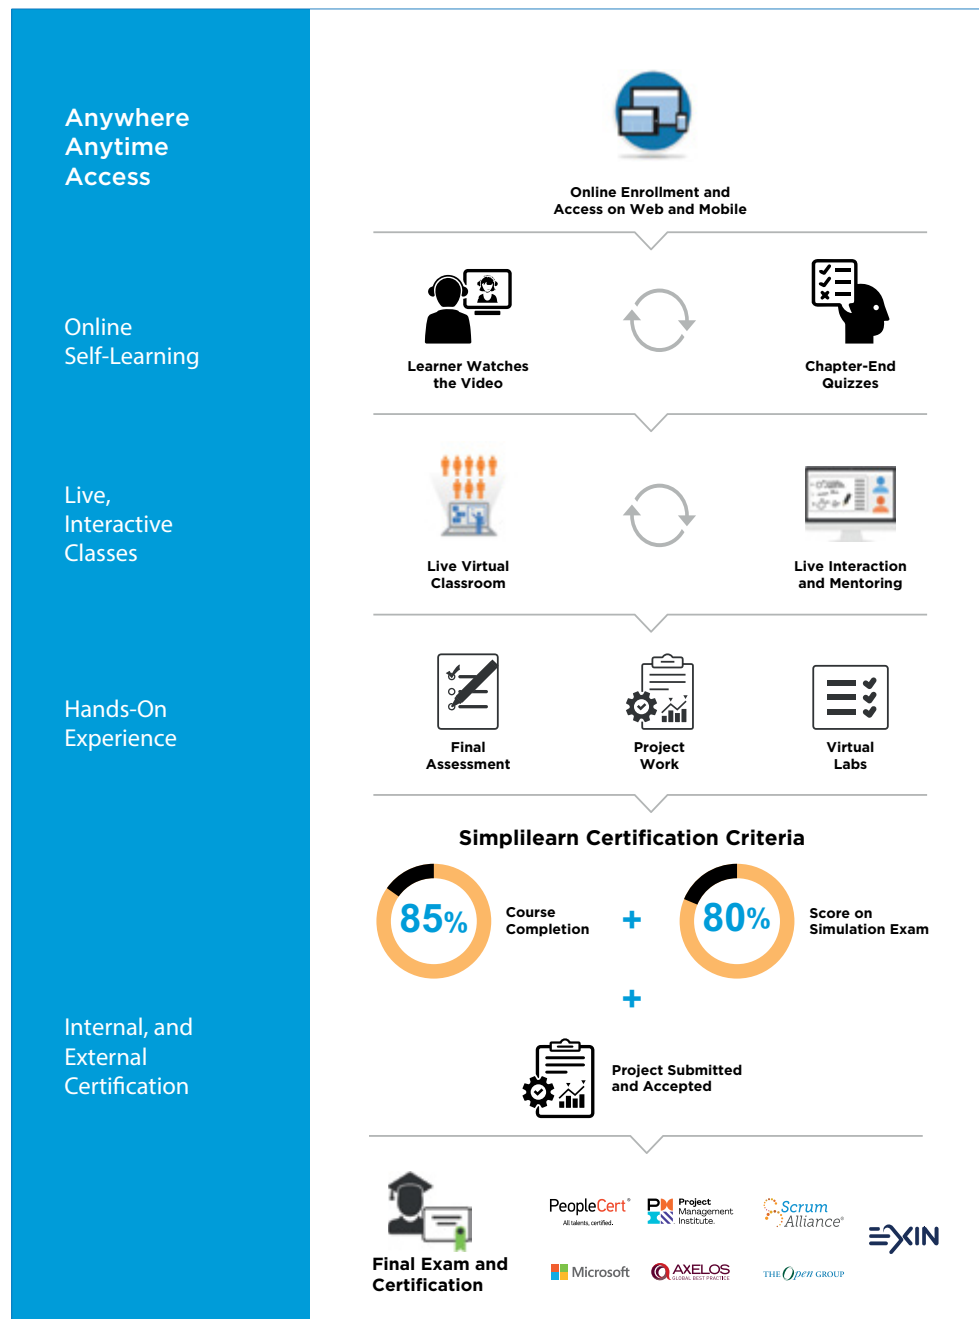 Anywhere
Anytime
Access
Online Enrollment and
Access on Web and Mobile
Online
Self-Learning
Learner Watches
the Video
Chapter-End
Quizzes
Live,
Interactive
Classes
Live Virtual
Classroom
Live Interaction
and Mentoring
Hands-On
Experience
Final
Assessment
Project
Work
Virtual
Labs
Simplilearn Certification Criteria
85%
Course
Completion
+
80%
Score on
Simulation Exam
+
Internal, and
External
Certification
Project Submitted
and Accepted
Final Exam and
Certification
PeopleCert®
All talents, certified.
Project
Management
Institute.
Scrum
Alliance®
EXIN
Microsoft
AXELOS
GLOBAL BEST PRACTICE
THE Open GROUP